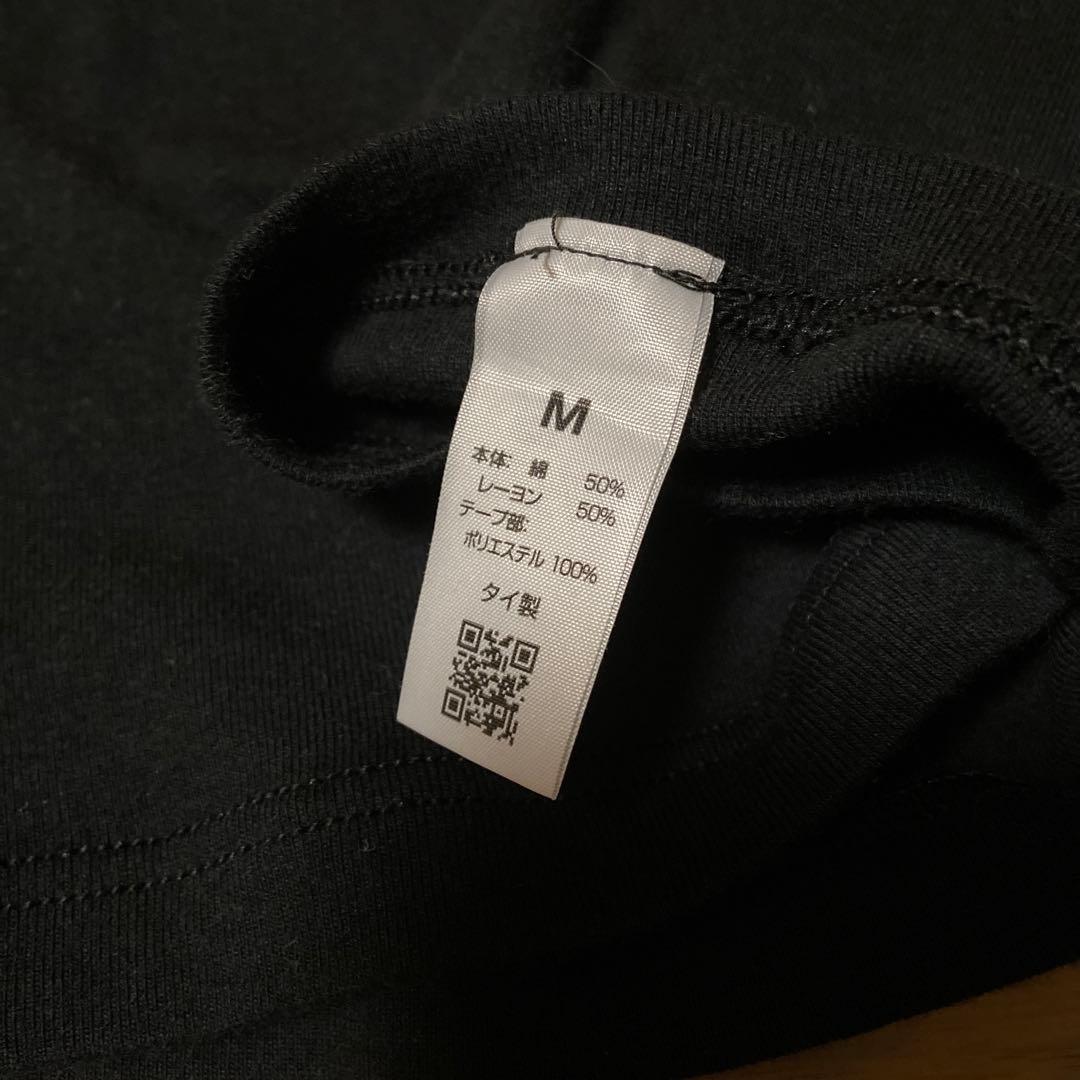 M
本体: 綿 50%
レーヨン 50%
テープ部:
ポリエステル 100%
タイ製